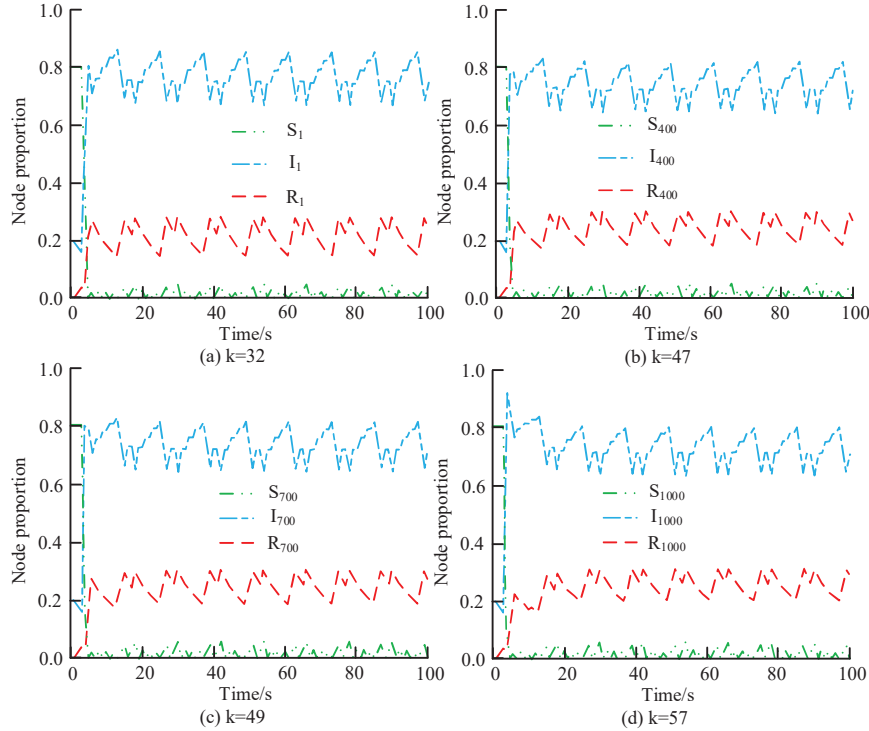 1.0
0.8
0.6
0.4
0.2
0.0
Node proportion
S1
I1
R1
0 20 40 60 80 100
Time/s
(a) k=32
1.0
0.8
0.6
0.4
0.2
0.0
Node proportion
S400
I400
R400
0 20 40 60 80 100
Time/s
(b) k=47
1.0
0.8
0.6
0.4
0.2
0.0
Node proportion
S700
I700
R700
0 20 40 60 80 100
Time/s
(c) k=49
1.0
0.8
0.6
0.4
0.2
0.0
Node proportion
S1000
I1000
R1000
0 20 40 60 80 100
Time/s
(d) k=57